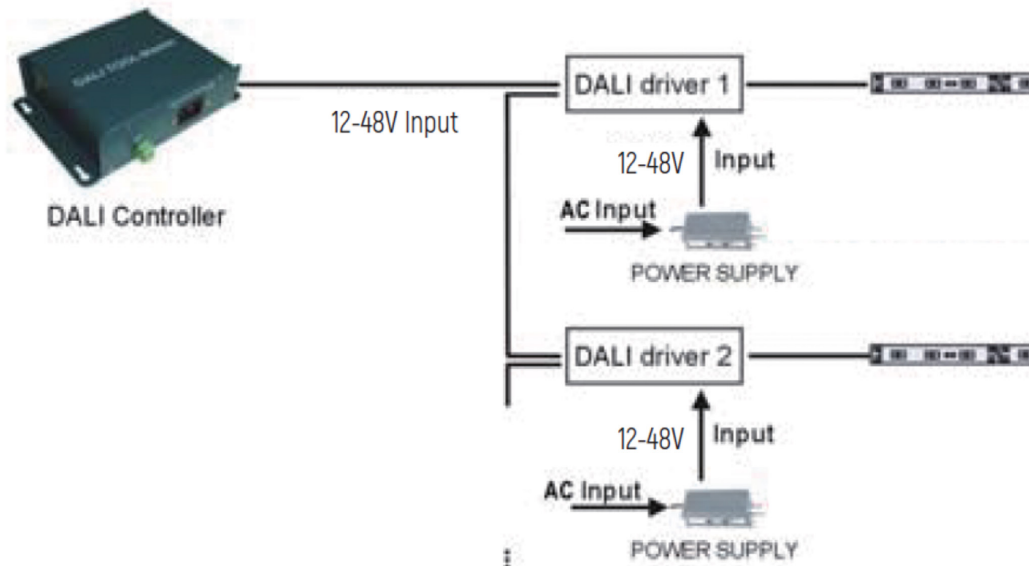 DALI driver 1
12-48V Input
12-48V Input
DALI Controller
AC Input
POWER SUPPLY
DALI driver 2
12-48V Input
AC Input
POWER SUPPLY